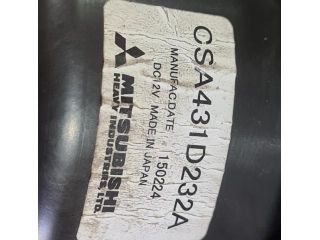 CSA431D232A
MANUFAC.DATE 150224
DC12V MADE IN JAPAN
MITSUBISHI
HEAVY INDUSTRIES, LTD.